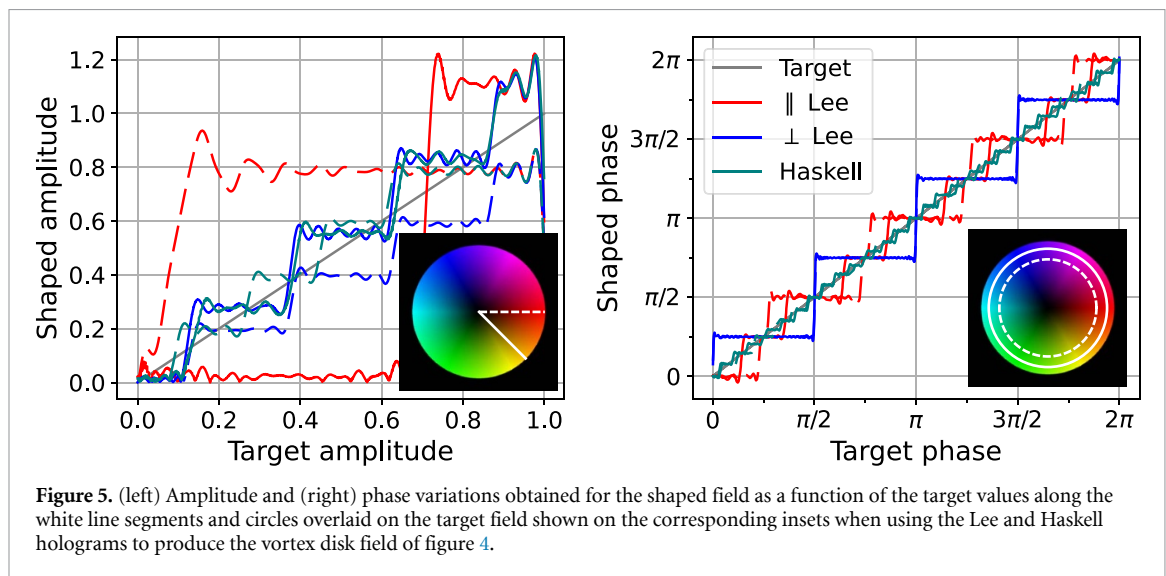 1.2
1.0
0.8
0.6
0.4
0.2
0.0
Shaped amplitude
0.0 0.2 0.4 0.6 0.8 1.0
Target amplitude
2π
3π/2
π
π/2
0
Shaped phase
Target
∥ Lee
⊥ Lee
Haskell
0 π/2 π 3π/2 2π
Target phase
Figure 5. (left) Amplitude and (right) phase variations obtained for the shaped field as a function of the target values along the
white line segments and circles overlaid on the target field shown on the corresponding insets when using the Lee and Haskell
holograms to produce the vortex disk field of figure 4.